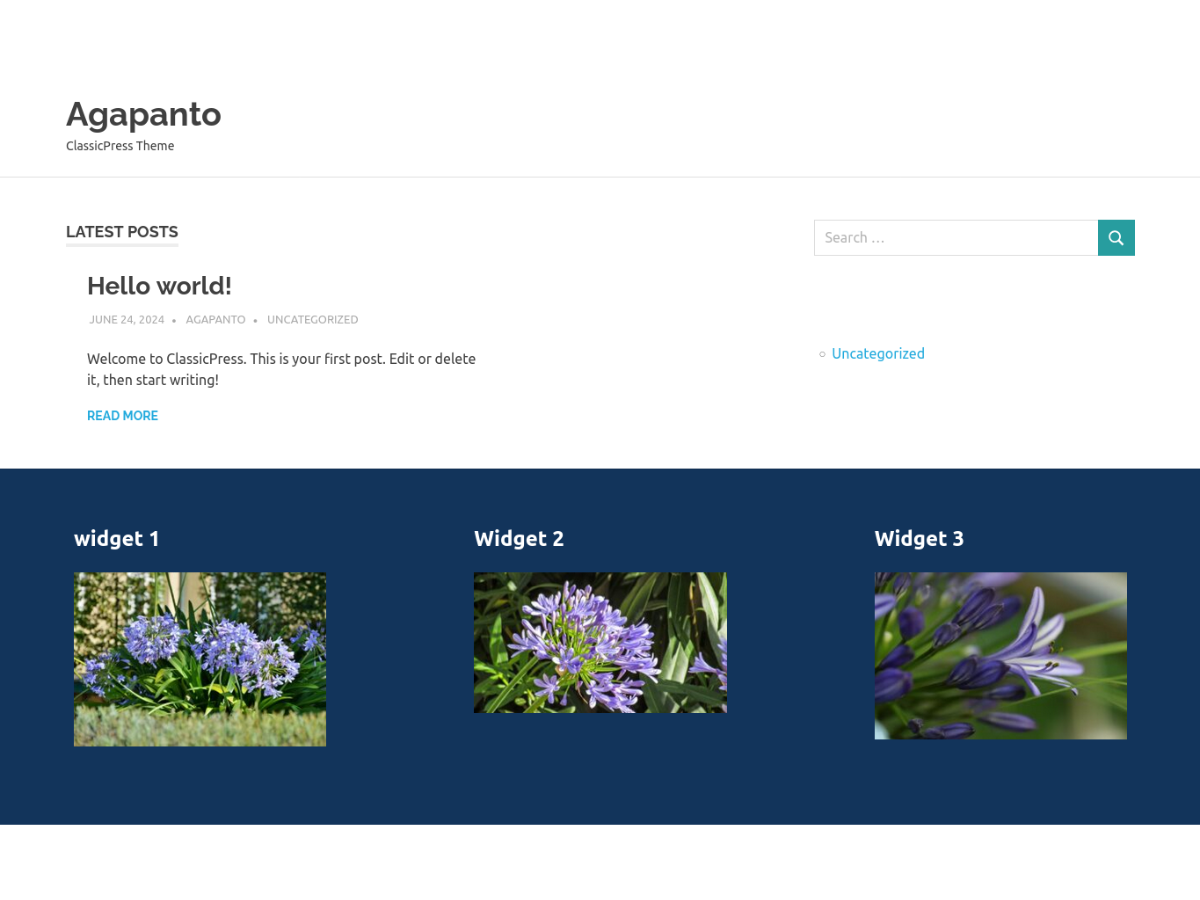 Agapanto
ClassicPress Theme
LATEST POSTS
Hello world!
JUNE 24, 2024 • AGAPANTO • UNCATEGORIZED
Welcome to ClassicPress. This is your first post. Edit or delete
it, then start writing!
READ MORE
Search …
Uncategorized
widget 1
Widget 2
Widget 3